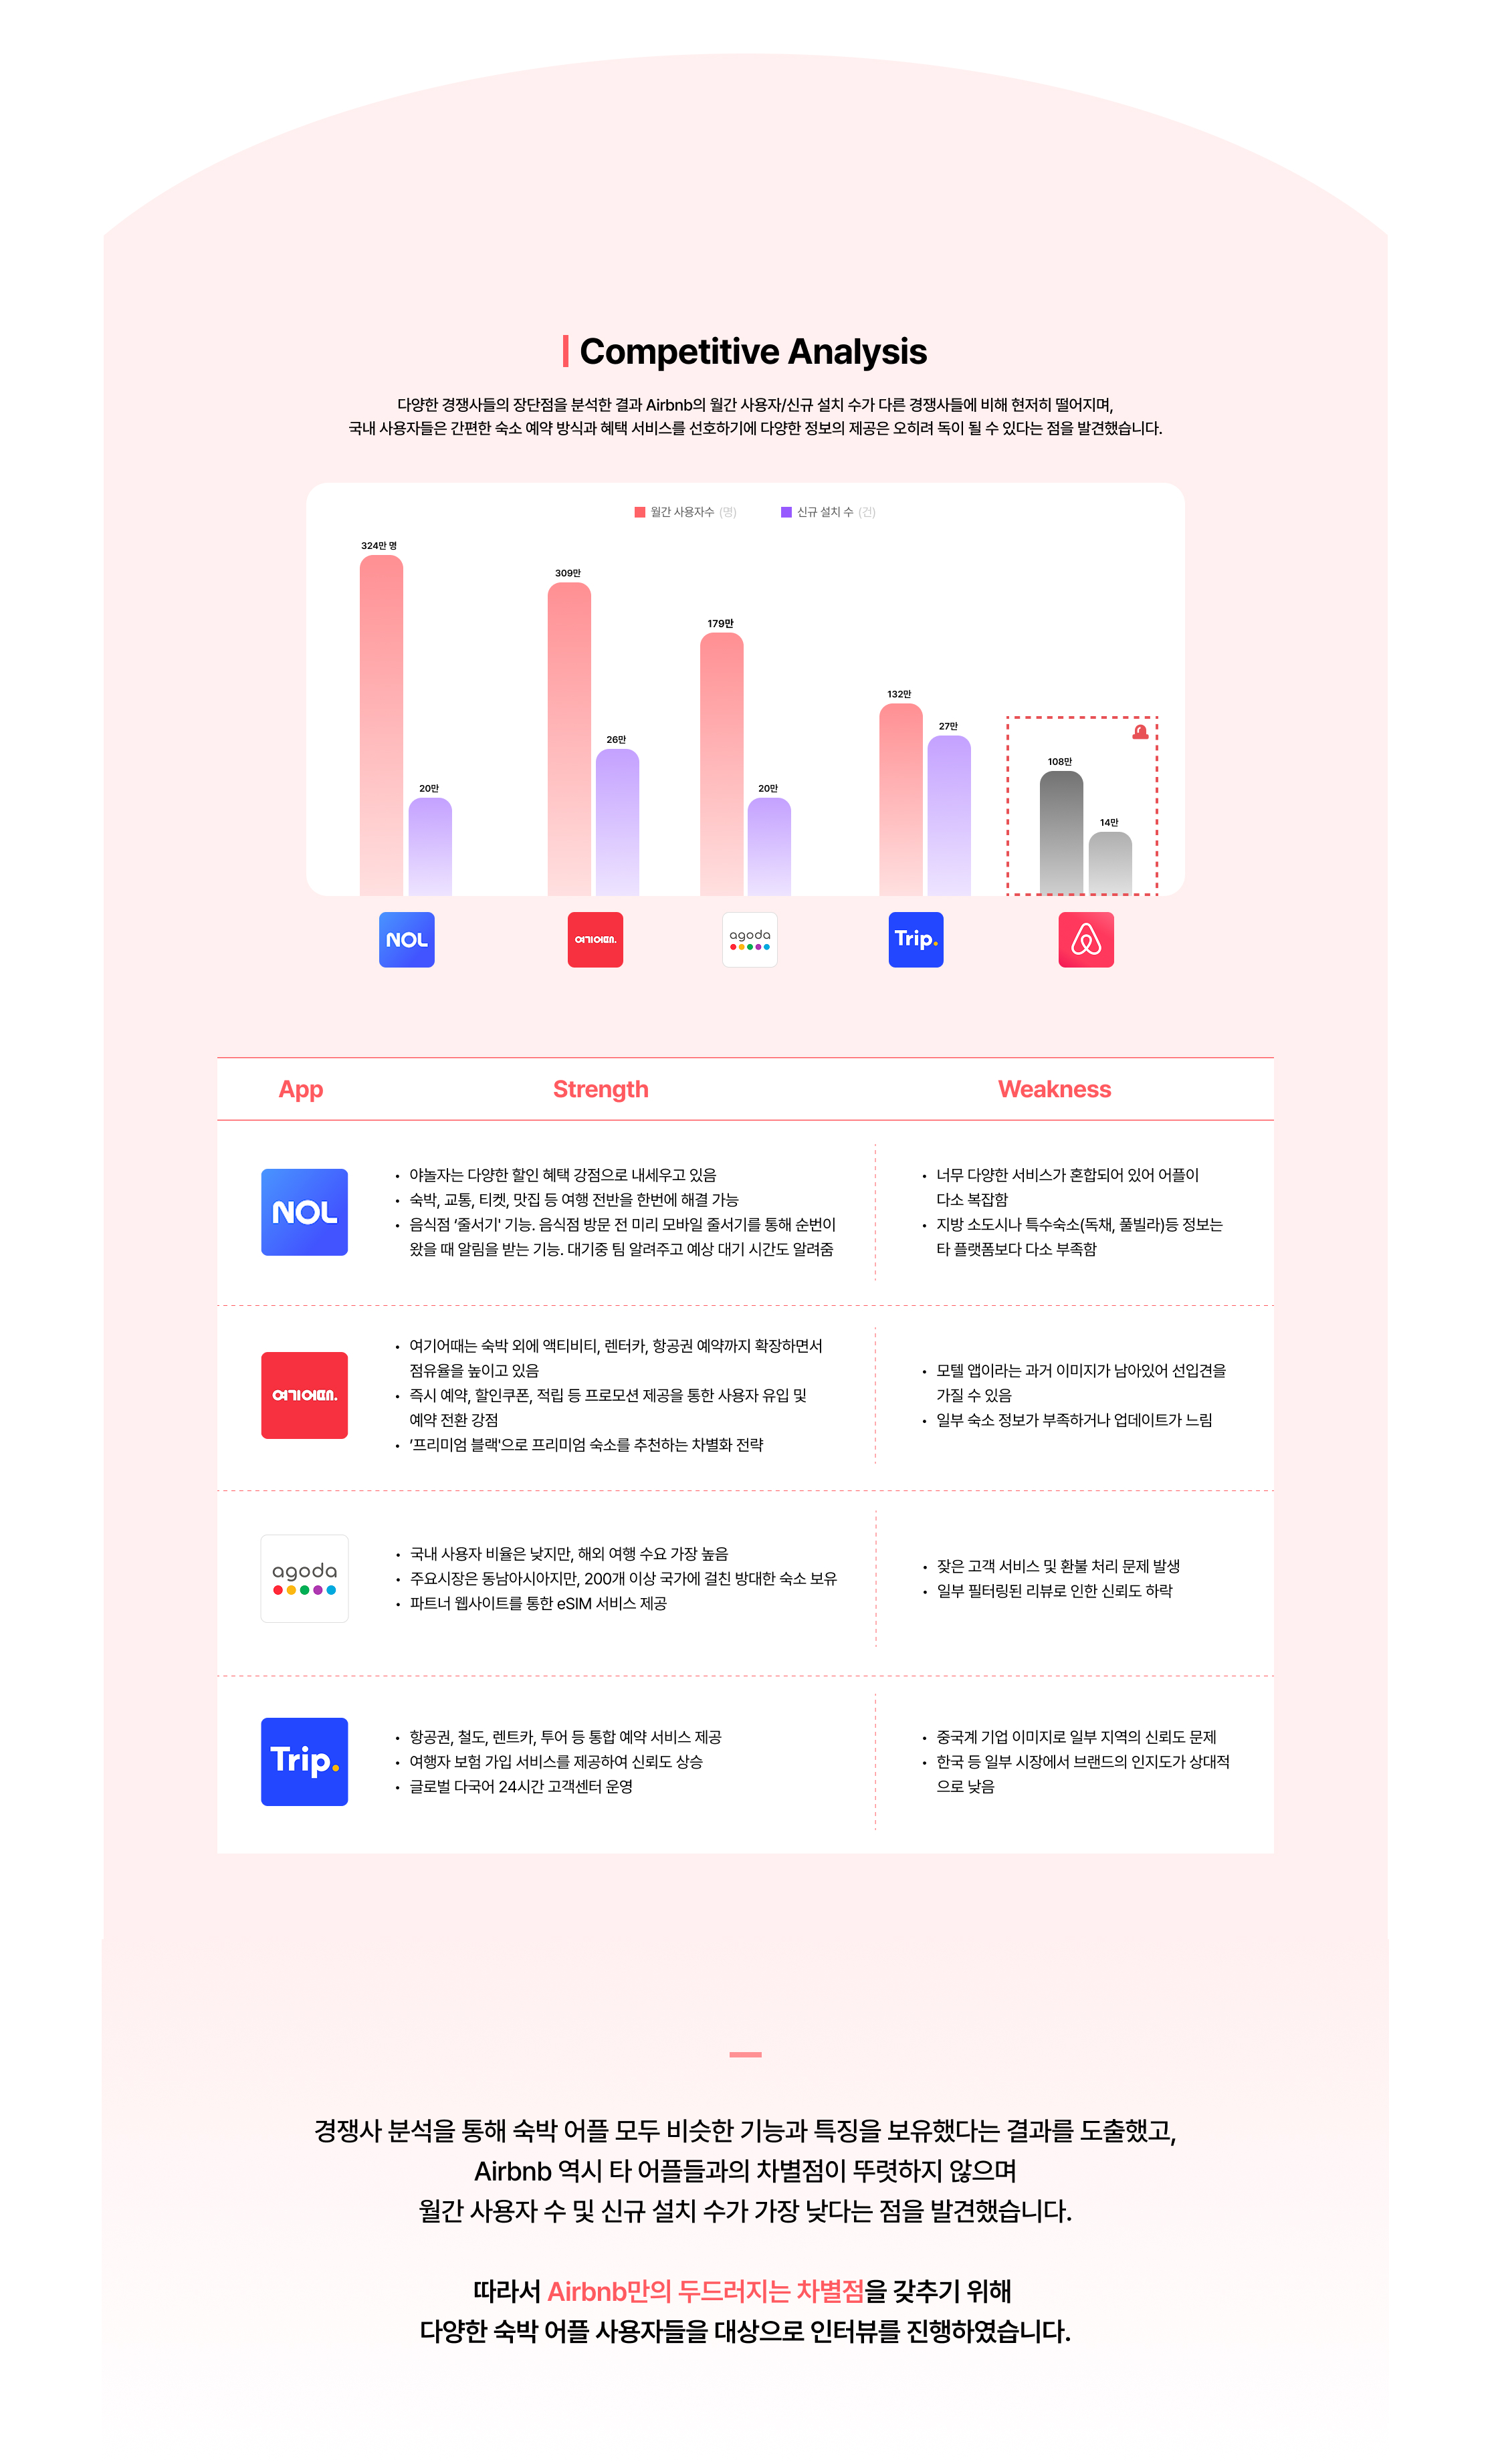 Competitive Analysis
다양한 경쟁사들의 장단점을 분석한 결과 Airbnb의 월간 사용자/신규 설치 수가 다른 경쟁사들에 비해 현저히 떨어지며,
국내 사용자들은 간편한 숙소 예약 방식과 혜택 서비스를 선호하기에 다양한 정보의 제공은 오히려 독이 될 수 있다는 점을 발견했습니다.
월간 사용자수 (명)
신규 설치 수 (건)
324만 명
20만
309만
26만
179만
20만
132만
27만
108만
14만
NOL
여기어때.
agoda
Trip.
App
Strength
Weakness
NOL
• 야놀자는 다양한 할인 혜택 강점으로 내세우고 있음
• 숙박, 교통, 티켓, 맛집 등 여행 전반을 한번에 해결 가능
• 음식점 ‘줄서기' 기능. 음식점 방문 전 미리 모바일 줄서기를 통해 순번이
왔을 때 알림을 받는 기능. 대기중 팀 알려주고 예상 대기 시간도 알려줌
• 너무 다양한 서비스가 혼합되어 있어 어플이
다소 복잡함
• 지방 소도시나 특수숙소(독채, 풀빌라)등 정보는
타 플랫폼보다 다소 부족함
여기어때.
• 여기어때는 숙박 외에 액티비티, 렌터카, 항공권 예약까지 확장하면서
점유율을 높이고 있음
• 즉시 예약, 할인쿠폰, 적립 등 프로모션 제공을 통한 사용자 유입 및
예약 전환 강점
• ‘프리미엄 블랙'으로 프리미엄 숙소를 추천하는 차별화 전략
• 모텔 앱이라는 과거 이미지가 남아있어 선입견을
가질 수 있음
• 일부 숙소 정보가 부족하거나 업데이트가 느림
agoda
• 국내 사용자 비율은 낮지만, 해외 여행 수요 가장 높음
• 주요시장은 동남아시아지만, 200개 이상 국가에 걸친 방대한 숙소 보유
• 파트너 웹사이트를 통한 eSIM 서비스 제공
• 잦은 고객 서비스 및 환불 처리 문제 발생
• 일부 필터링된 리뷰로 인한 신뢰도 하락
Trip.
• 항공권, 철도, 렌트카, 투어 등 통합 예약 서비스 제공
• 여행자 보험 가입 서비스를 제공하여 신뢰도 상승
• 글로벌 다국어 24시간 고객센터 운영
• 중국계 기업 이미지로 일부 지역의 신뢰도 문제
• 한국 등 일부 시장에서 브랜드의 인지도가 상대적
으로 낮음
경쟁사 분석을 통해 숙박 어플 모두 비슷한 기능과 특징을 보유했다는 결과를 도출했고,
Airbnb 역시 타 어플들과의 차별점이 뚜렷하지 않으며
월간 사용자 수 및 신규 설치 수가 가장 낮다는 점을 발견했습니다.
따라서 Airbnb만의 두드러지는 차별점을 갖추기 위해
다양한 숙박 어플 사용자들을 대상으로 인터뷰를 진행하였습니다.